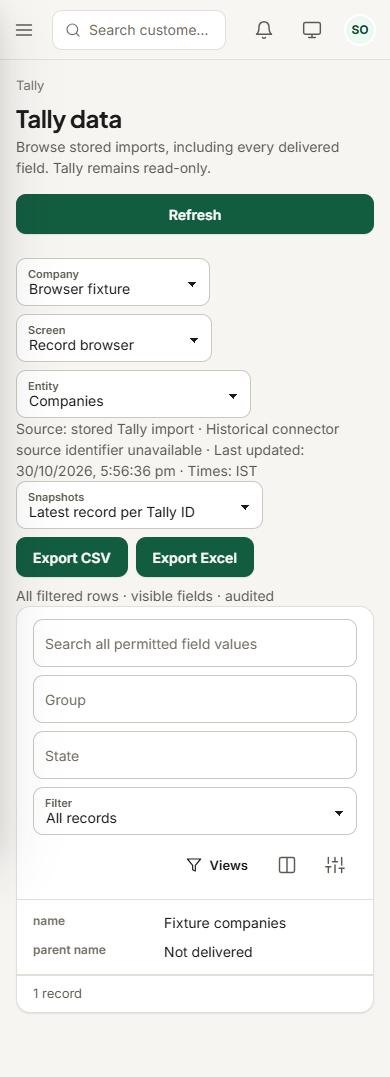 Search custome...
SO
Tally
Tally data
Browse stored imports, including every delivered
field. Tally remains read-only.
Refresh
Company
Browser fixture
Screen
Record browser
Entity
Companies
Source: stored Tally import · Historical connector
source identifier unavailable · Last updated:
30/10/2026, 5:56:36 pm · Times: IST
Snapshots
Latest record per Tally ID
Export CSV
Export Excel
All filtered rows · visible fields · audited
Search all permitted field values
Group
State
Filter
All records
Views
name
Fixture companies
parent name
Not delivered
1 record